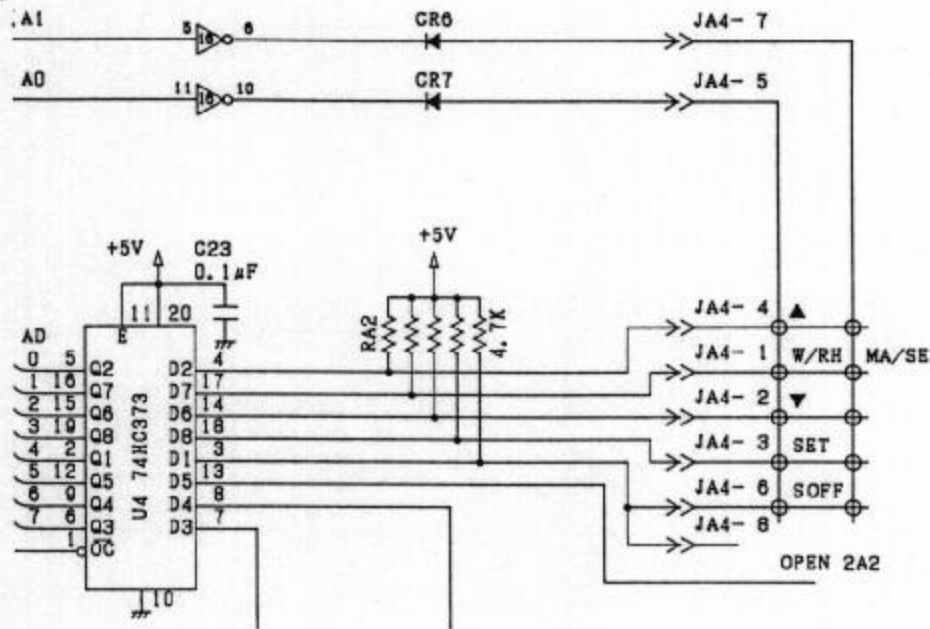 A1 5 16 6 CR6 JA4- 7
A0 11 16 10 CR7 JA4- 5
+5V C23 +5V
0.1µF
11 20 RA2 4.7K JA4- 4 ▲
E
AD
0 5 Q2 D2 4 JA4- 1 W/RH MA/SE
1 16 Q7 D7 17
2 15 Q6 D6 14 JA4- 2 ▼
3 19 Q8 D8 18 JA4- 3 SET
4 2 Q1 D1 3
5 12 Q5 D5 13 JA4- 6 SOFF
6 9 Q4 D4 8
7 6 Q3 D3 7 JA4- 8
1 OC
U4 74HC373
OPEN 2A2
10